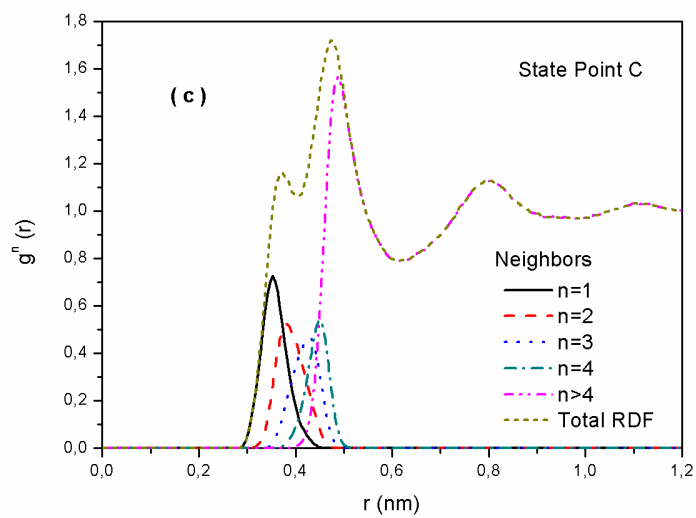 1,8
1,6
1,4
1,2
1,0
0,8
0,6
0,4
0,2
0,0
0,0 0,2 0,4 0,6 0,8 1,0 1,2
gⁿ (r)
r (nm)
( c )
State Point C
Neighbors
n=1
n=2
n=3
n=4
n>4
Total RDF